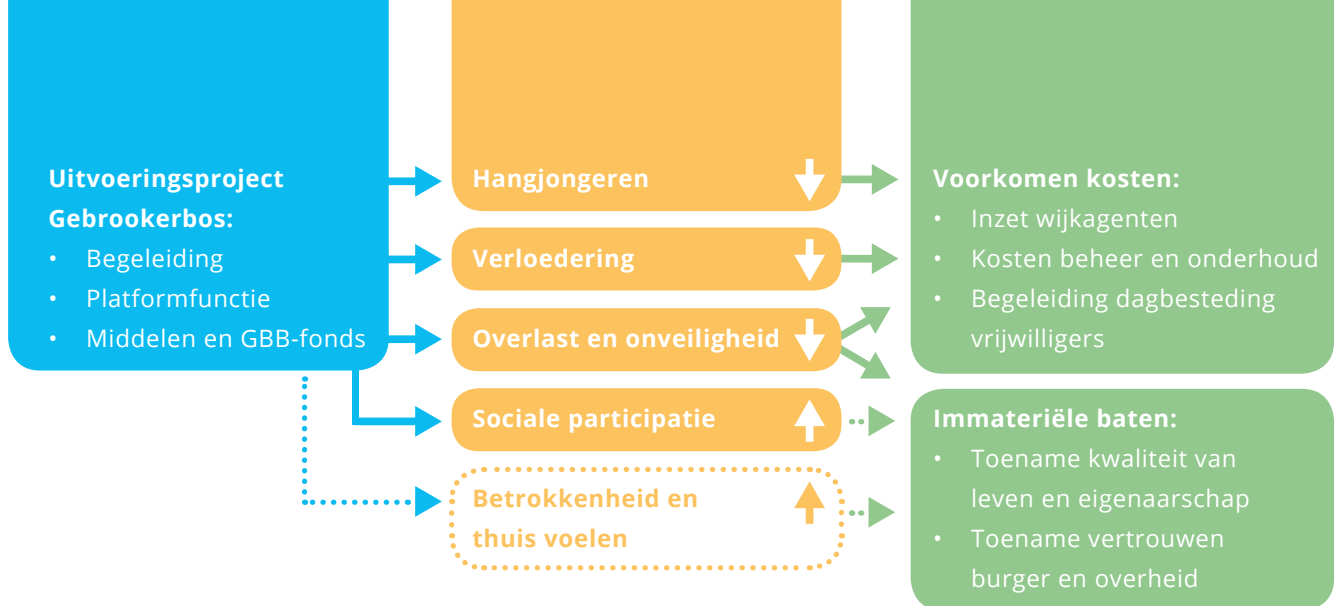 Uitvoeringsproject
Gebrookerbos:
• Begeleiding
• Platformfunctie
• Middelen en GBB-fonds
Hangjongeren
Verloedering
Overlast en onveiligheid
Sociale participatie
Betrokkenheid en
thuis voelen
Voorkomen kosten:
• Inzet wijkagenten
• Kosten beheer en onderhoud
• Begeleiding dagbesteding
vrijwilligers
Immateriële baten:
• Toename kwaliteit van
leven en eigenaarschap
• Toename vertrouwen
burger en overheid